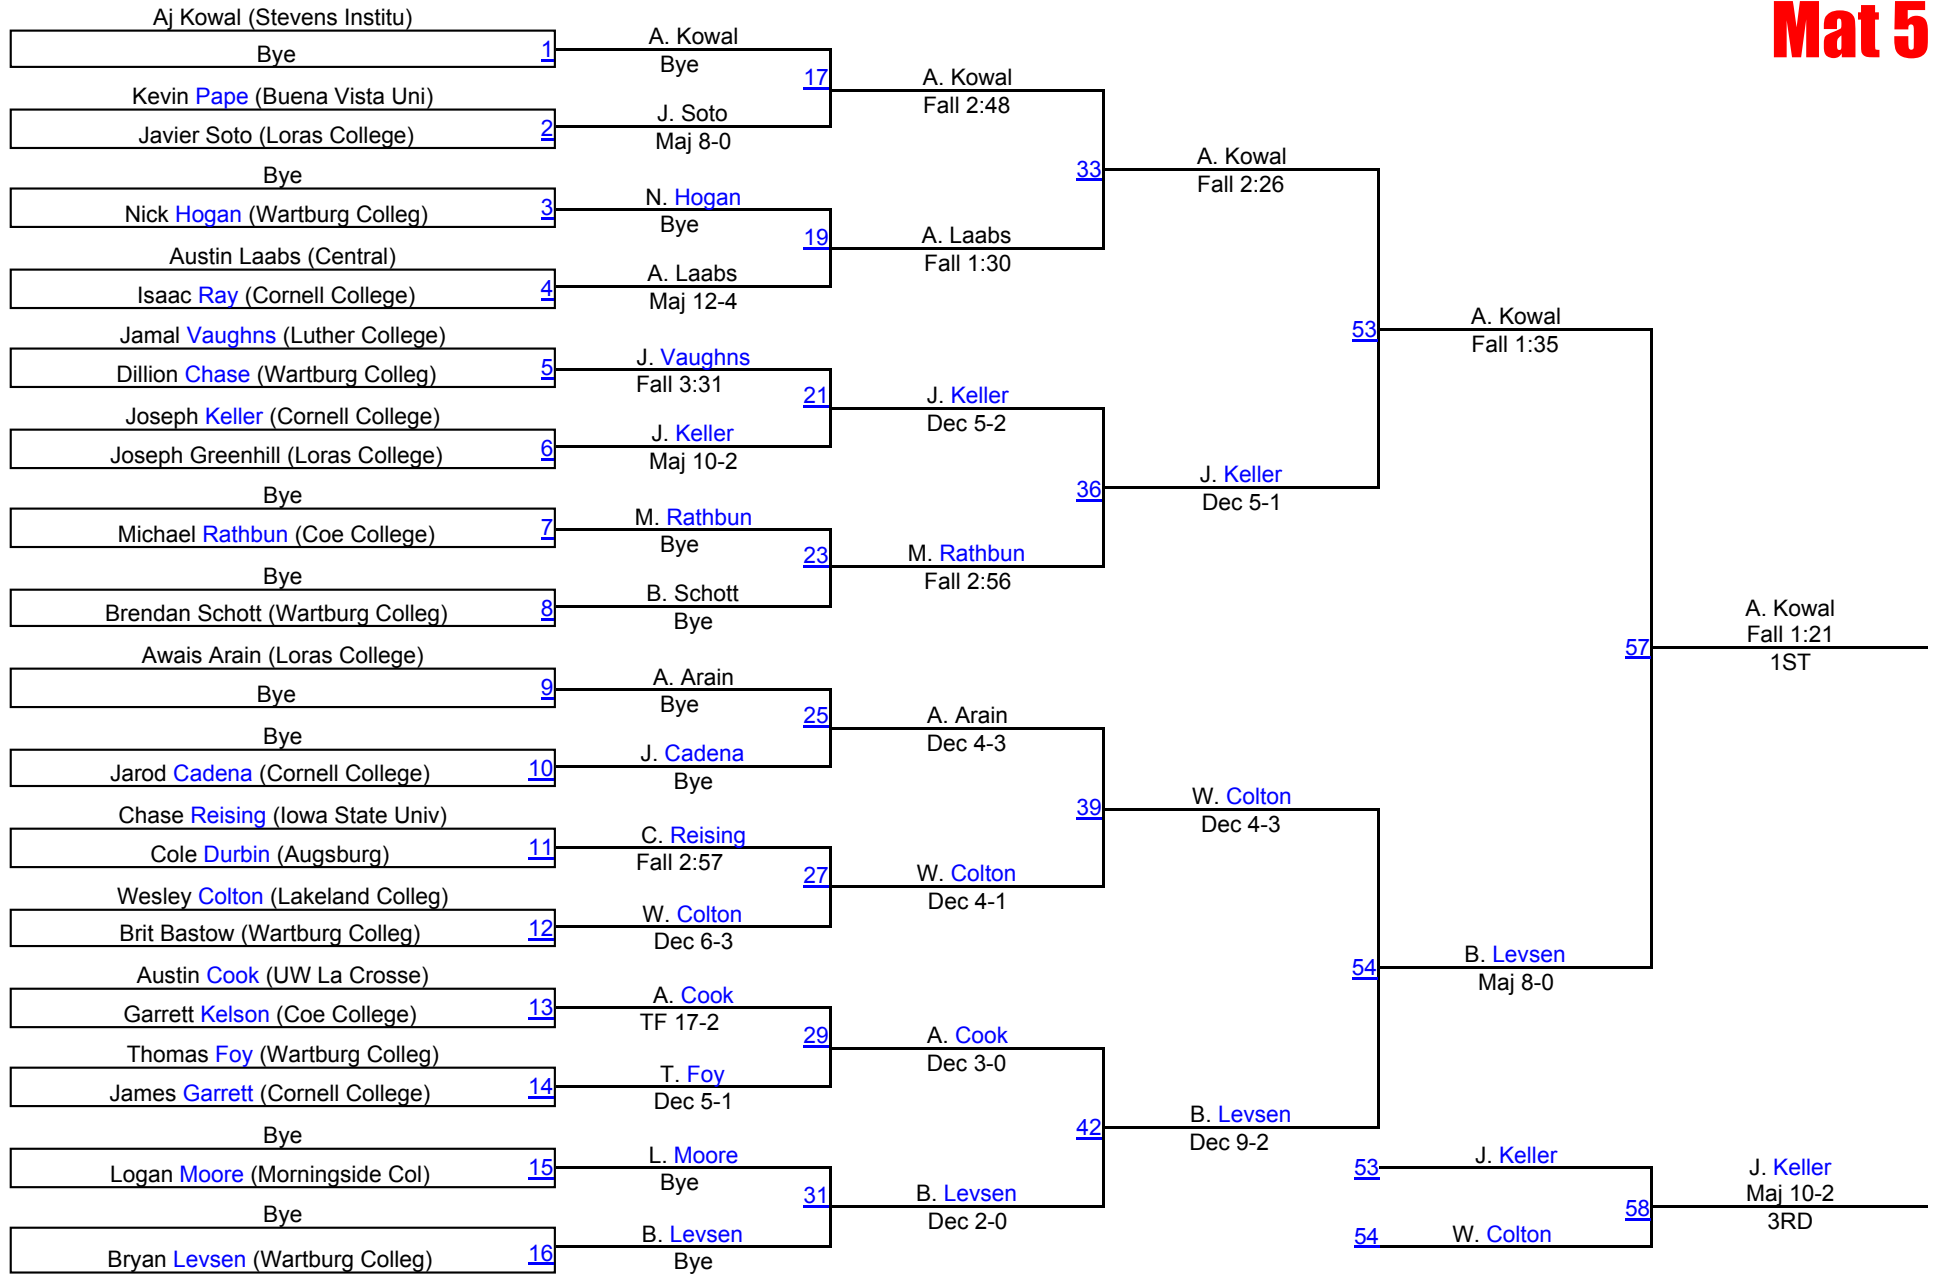 Mat 5
Aj Kowal (Stevens Institu)
Bye
1
Kevin Pape (Buena Vista Uni)
Javier Soto (Loras College)
2
Bye
Nick Hogan (Wartburg Colleg)
3
Austin Laabs (Central)
Isaac Ray (Cornell College)
4
Jamal Vaughns (Luther College)
Dillion Chase (Wartburg Colleg)
5
Joseph Keller (Cornell College)
Joseph Greenhill (Loras College)
6
Bye
Michael Rathbun (Coe College)
7
Bye
Brendan Schott (Wartburg Colleg)
8
Awais Arain (Loras College)
Bye
9
Bye
Jarod Cadena (Cornell College)
10
Chase Reising (Iowa State Univ)
Cole Durbin (Augsburg)
11
Wesley Colton (Lakeland Colleg)
Brit Bastow (Wartburg Colleg)
12
Austin Cook (UW La Crosse)
Garrett Kelson (Coe College)
13
Thomas Foy (Wartburg Colleg)
James Garrett (Cornell College)
14
Bye
Logan Moore (Morningside Col)
15
Bye
Bryan Levsen (Wartburg Colleg)
16
A. Kowal
Bye
17
J. Soto
Maj 8-0
N. Hogan
Bye
19
A. Laabs
Maj 12-4
J. Vaughns
Fall 3:31
21
J. Keller
Maj 10-2
M. Rathbun
Bye
23
B. Schott
Bye
A. Arain
Bye
25
J. Cadena
Bye
C. Reising
Fall 2:57
27
W. Colton
Dec 6-3
A. Cook
TF 17-2
29
T. Foy
Dec 5-1
L. Moore
Bye
31
B. Levsen
Bye
A. Kowal
Fall 2:48
33
A. Laabs
Fall 1:30
J. Keller
Dec 5-2
36
M. Rathbun
Fall 2:56
A. Arain
Dec 4-3
39
W. Colton
Dec 4-1
A. Cook
Dec 3-0
42
B. Levsen
Dec 2-0
A. Kowal
Fall 2:26
53
J. Keller
Dec 5-1
W. Colton
Dec 4-3
54
B. Levsen
Dec 9-2
A. Kowal
Fall 1:35
57
B. Levsen
Maj 8-0
A. Kowal
Fall 1:21
1ST
53
J. Keller
54
W. Colton
58
J. Keller
Maj 10-2
3RD